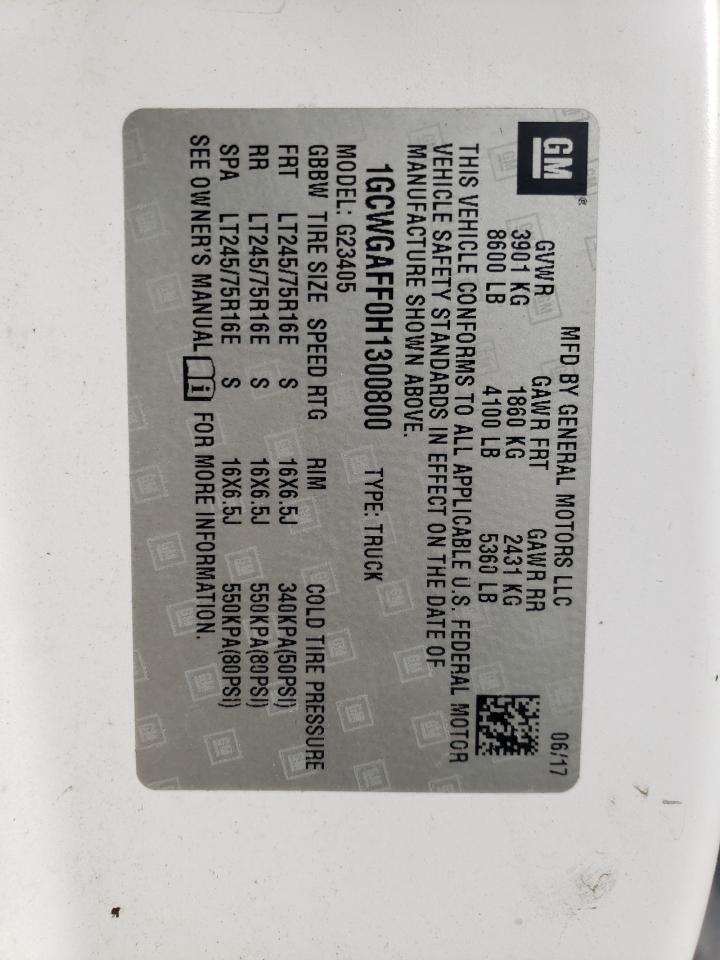 GM
MFD BY GENERAL MOTORS LLC 06/17
GVWR GAWR FRT GAWR RR
3901 KG 1860 KG 2431 KG
8600 LB 4100 LB 5360 LB
THIS VEHICLE CONFORMS TO ALL APPLICABLE U.S. FEDERAL MOTOR
VEHICLE SAFETY STANDARDS IN EFFECT ON THE DATE OF
MANUFACTURE SHOWN ABOVE.
1GCWGAFF0H1300800 TYPE: TRUCK
MODEL: G23405
GBBW TIRE SIZE SPEED RTG RIM COLD TIRE PRESSURE
FRT LT245/75R16E S 16X6.5J 340KPA(50PSI)
RR LT245/75R16E S 16X6.5J 550KPA(80PSI)
SPA LT245/75R16E S 16X6.5J 550KPA(80PSI)
SEE OWNER'S MANUAL i FOR MORE INFORMATION.